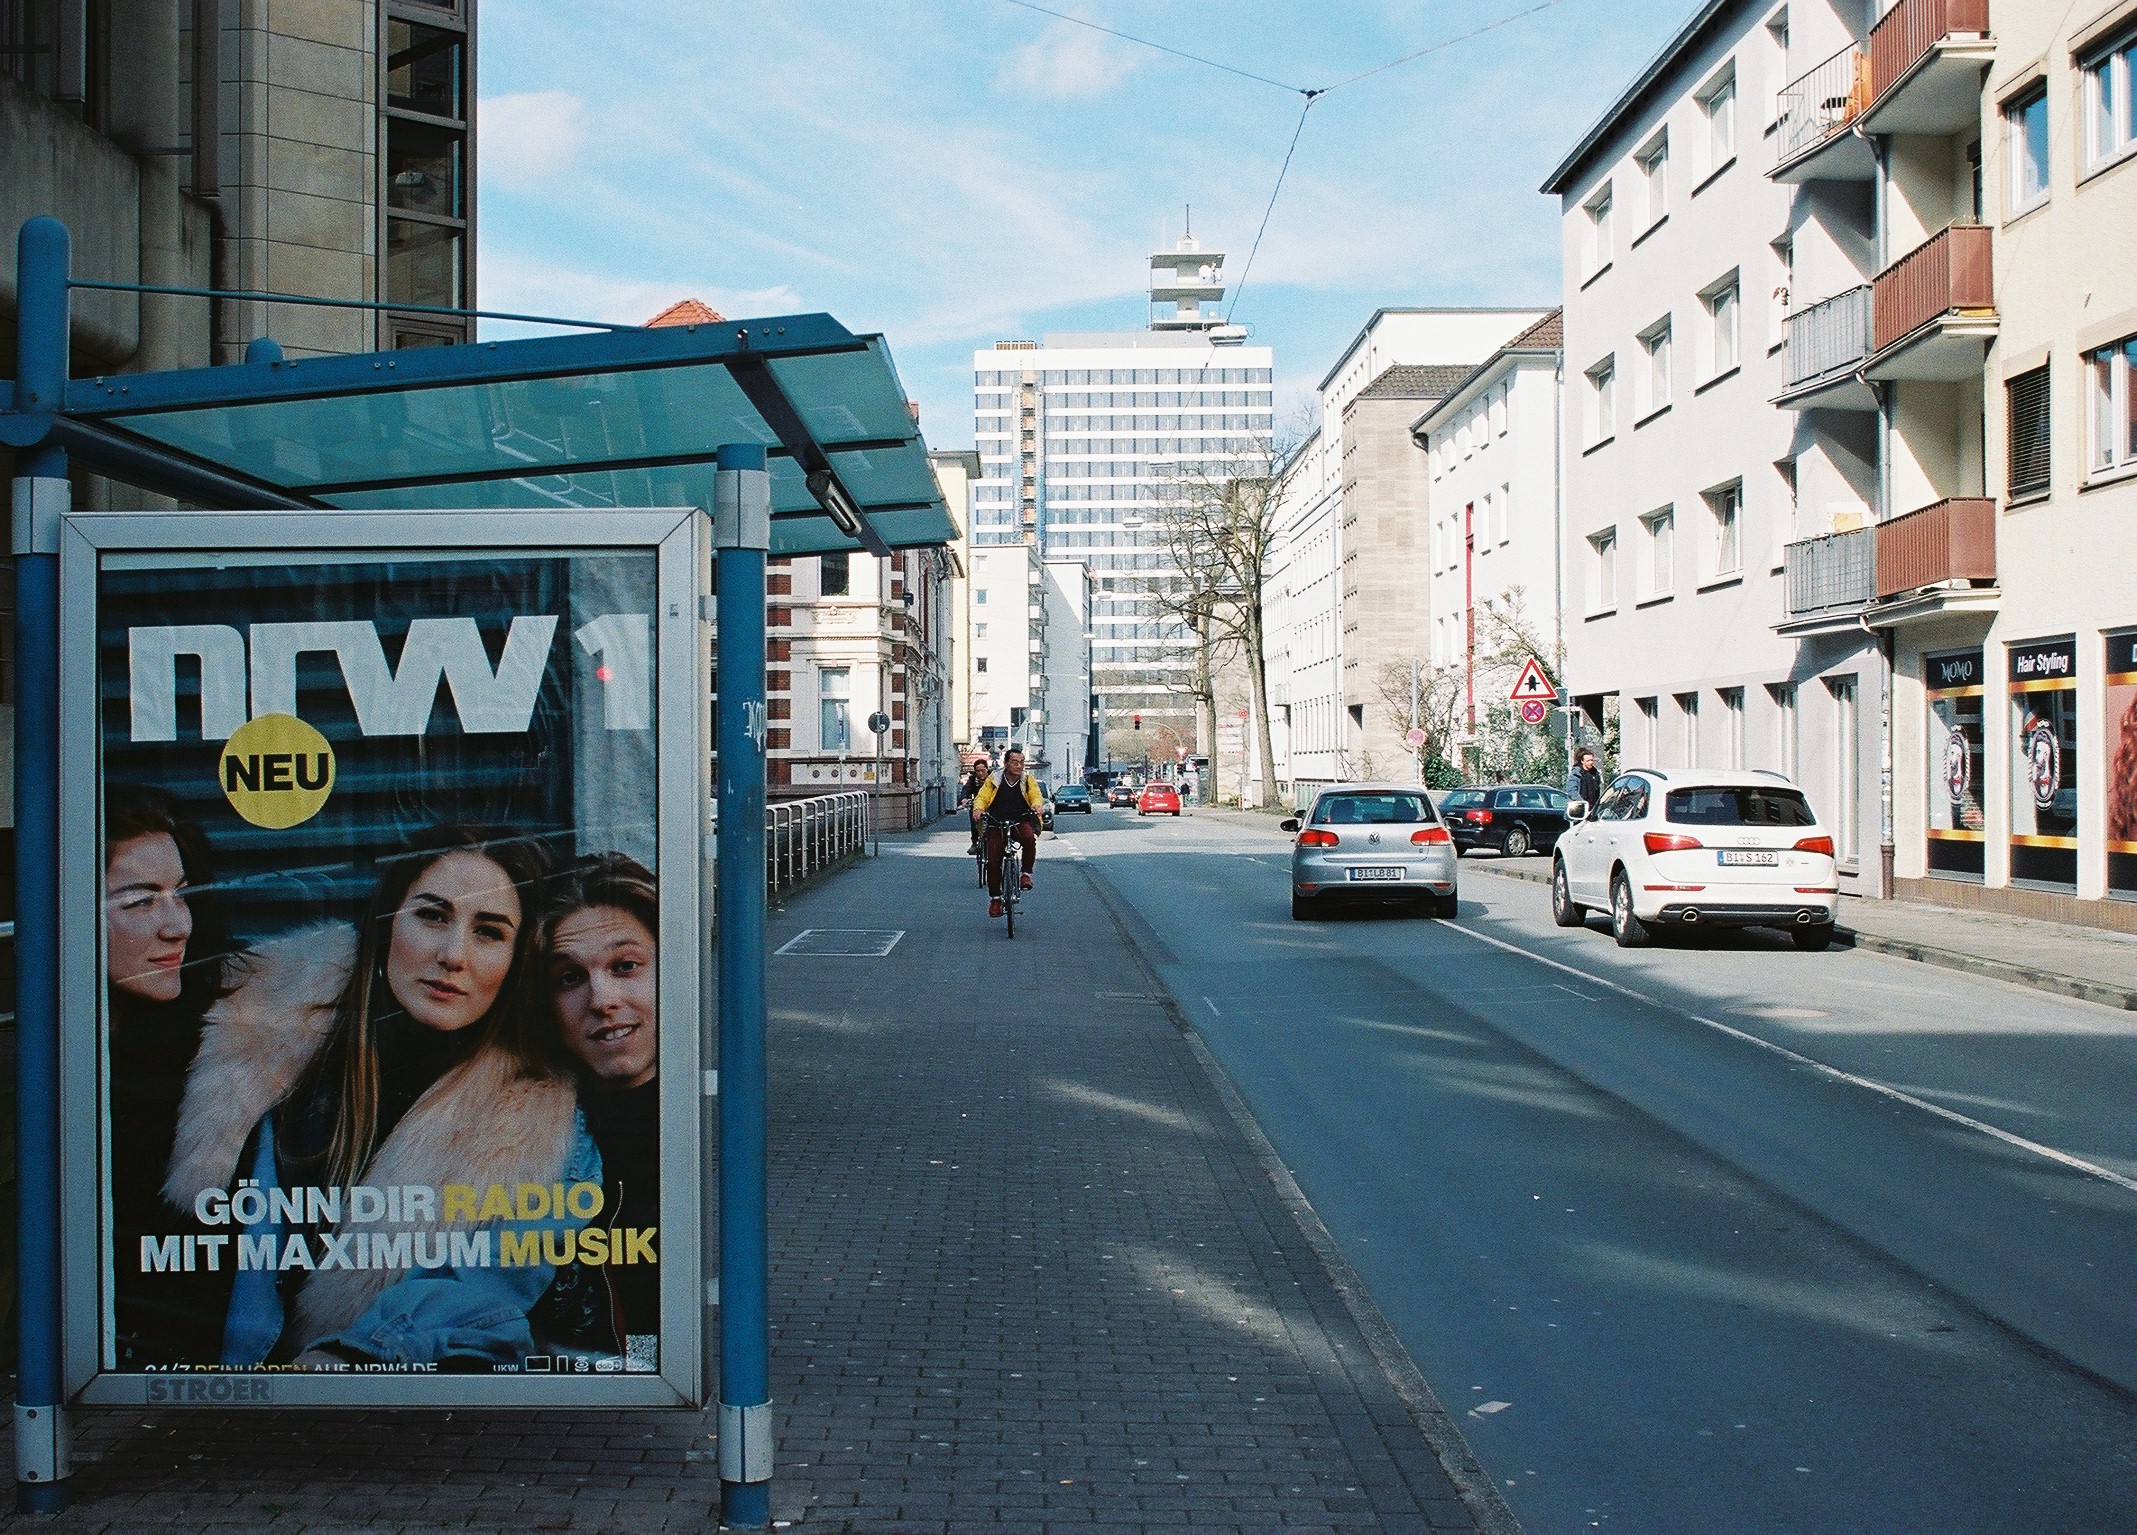 nrw 1
NEU
GÖNN DIR RADIO
MIT MAXIMUM MUSIK
24/7 REINHÖREN AUF NRW1.DE
UKW
dab+
STRÖER
MOMO
Hair Styling
BI LB 81
BI S 162